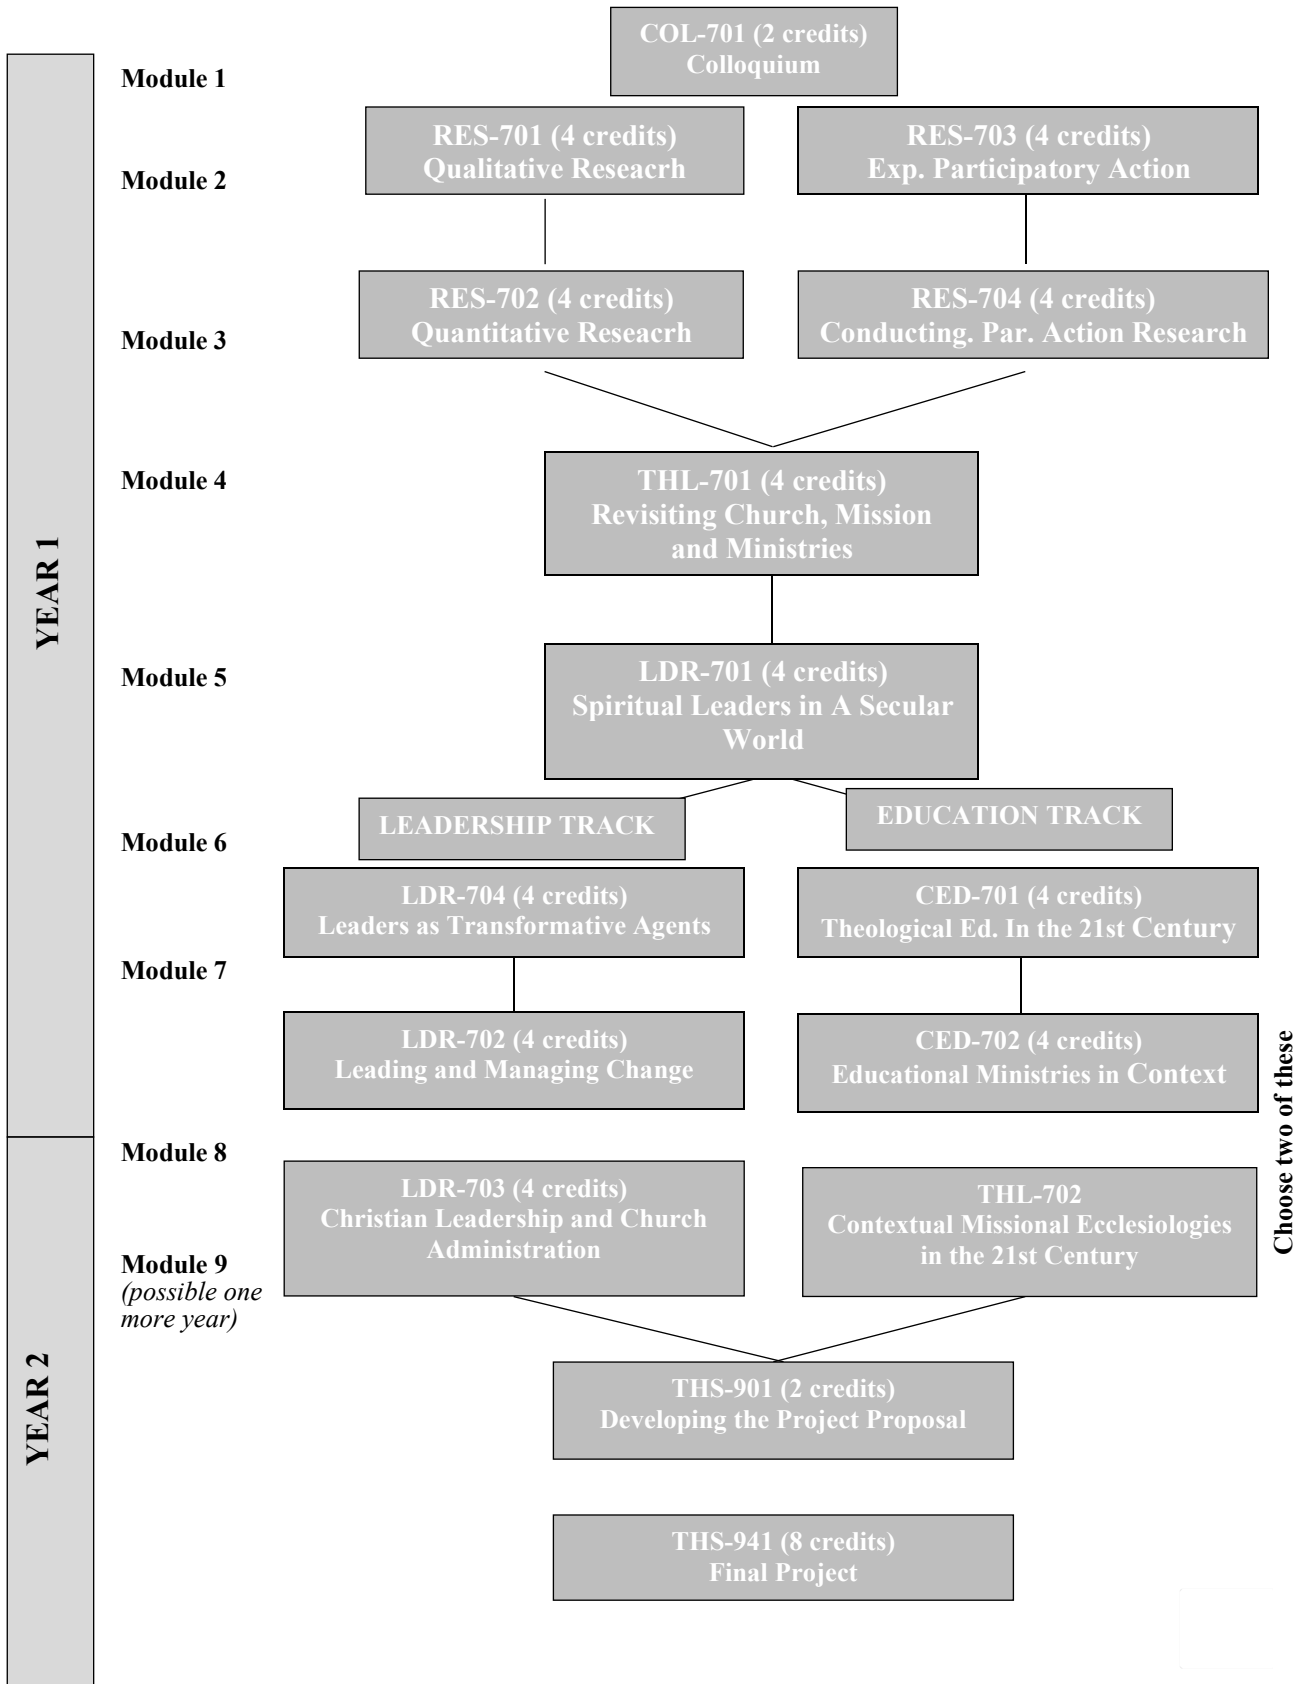 COL-701 (2 credits)
Colloquium
Module 1
RES-701 (4 credits)
Qualitative Reseacrh
RES-703 (4 credits)
Exp. Participatory Action
Module 2
RES-702 (4 credits)
Quantitative Reseacrh
RES-704 (4 credits)
Conducting. Par. Action Research
Module 3
Module 4
THL-701 (4 credits)
Revisiting Church, Mission
and Ministries
YEAR 1
Module 5
LDR-701 (4 credits)
Spiritual Leaders in A Secular
World
LEADERSHIP TRACK
EDUCATION TRACK
Module 6
LDR-704 (4 credits)
Leaders as Transformative Agents
CED-701 (4 credits)
Theological Ed. In the 21st Century
Module 7
LDR-702 (4 credits)
Leading and Managing Change
CED-702 (4 credits)
Educational Ministries in Context
Choose two of these
Module 8
LDR-703 (4 credits)
Christian Leadership and Church
Administration
THL-702
Contextual Missional Ecclesiologies
in the 21st Century
Module 9
(possible one
more year)
YEAR 2
THS-901 (2 credits)
Developing the Project Proposal
THS-941 (8 credits)
Final Project